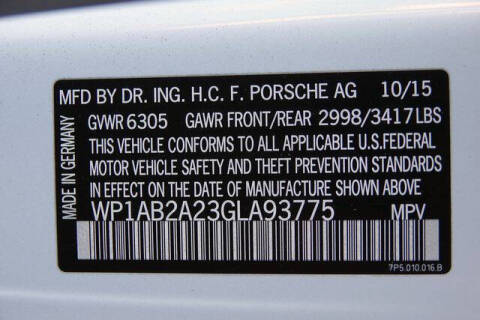 MFD BY DR. ING. H.C. F. PORSCHE AG 10/15
GVWR 6305 GAWR FRONT/REAR 2998/3417LBS
THIS VEHICLE CONFORMS TO ALL APPLICABLE U.S.FEDERAL
MOTOR VEHICLE SAFETY AND THEFT PREVENTION STANDARDS
IN EFFECT ON THE DATE OF MANUFACTURE SHOWN ABOVE
WP1AB2A23GLA93775 MPV
7P5.010.016.B
MADE IN GERMANY